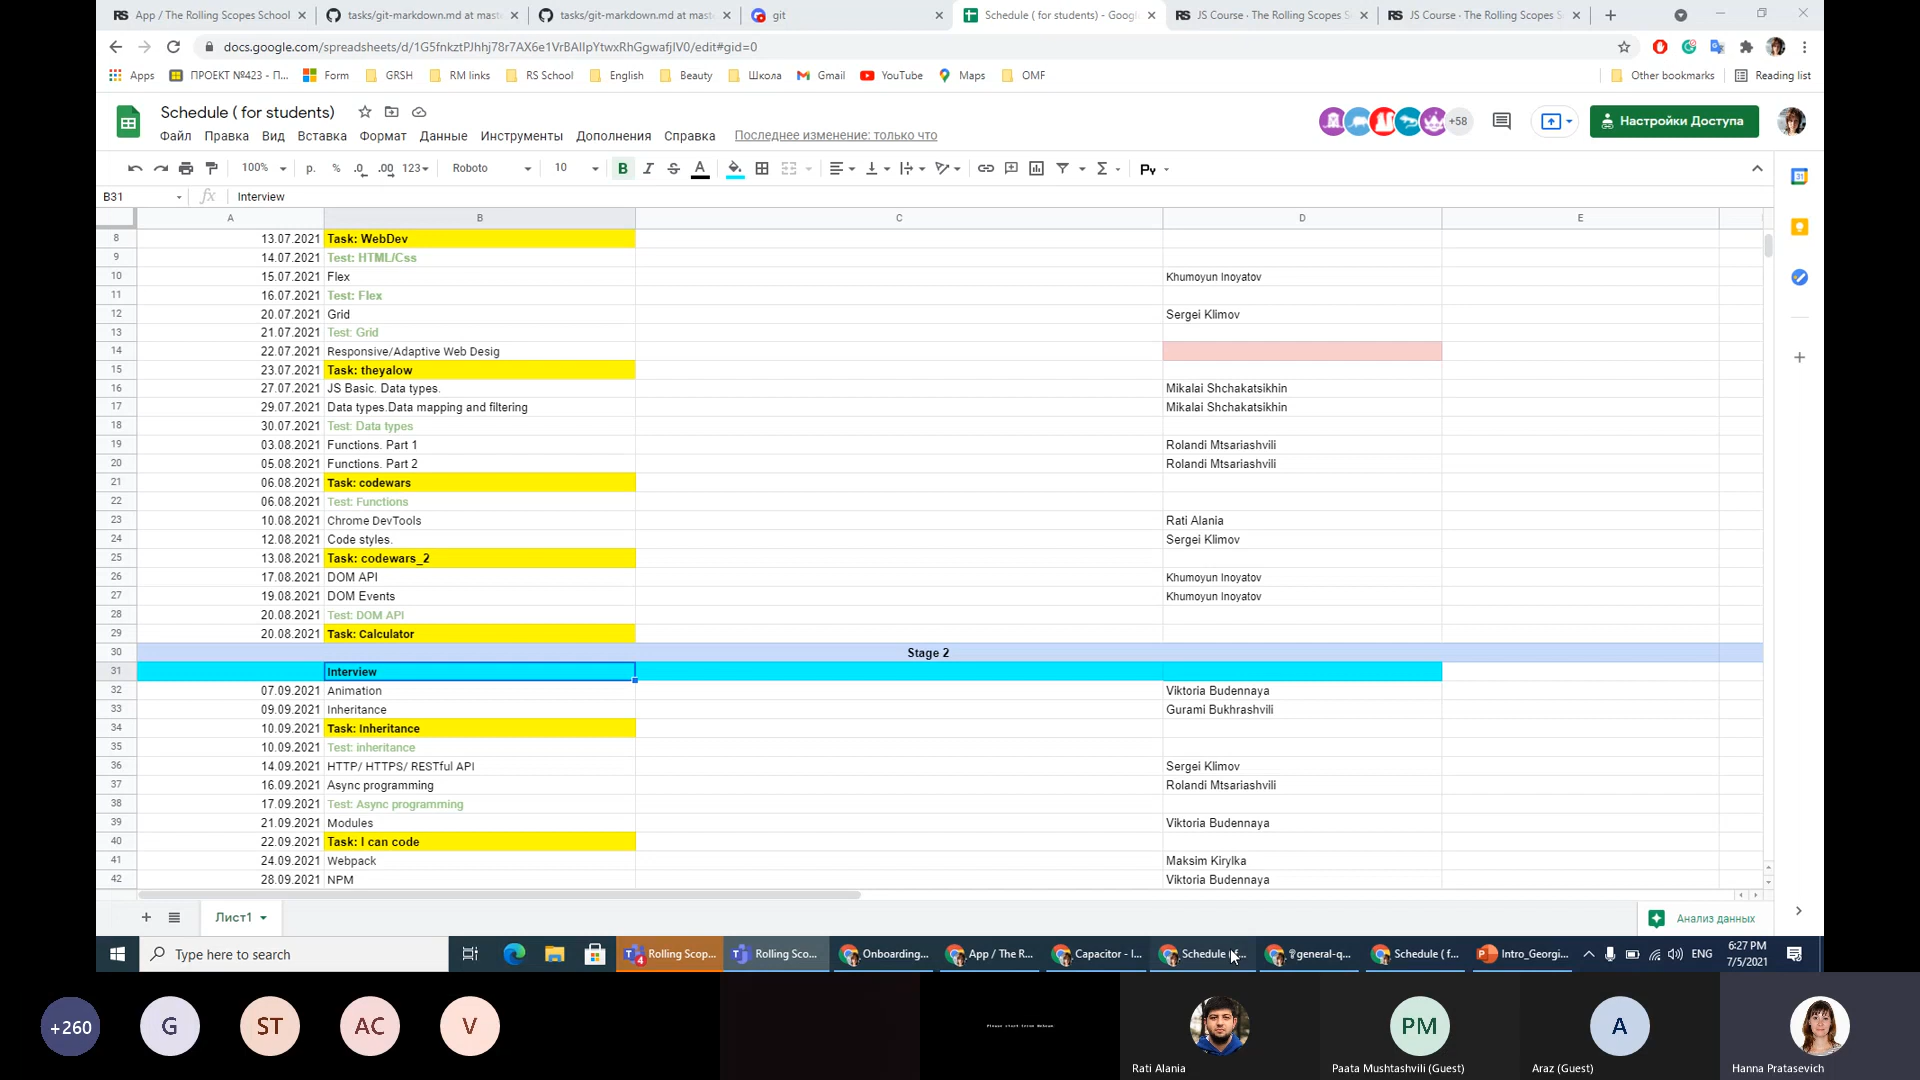 App / The Rolling Scopes School
tasks/git-markdown.md at mast
tasks/git-markdown.md at master
git
Schedule ( for students) - Googl
JS Course · The Rolling Scopes S
JS Course · The Rolling Scopes S
docs.google.com/spreadsheets/d/1G5fnkztPJhhj78r7AX6e1VrBAIlpYtwxRhGgwafjIV0/edit#gid=0
Apps ПРОЕКТ №423 - П... Form GRSH RM links RS School English Beauty Школа Gmail YouTube Maps OMF Other bookmarks Reading list
Schedule ( for students)
+58
Настройки Доступа
Файл Правка Вид Вставка Формат Данные Инструменты Дополнения Справка Последнее изменение: только что
100% р. % .0 .00 123 Roboto 10 B I S A Σ Ру
B31 fx Interview
A B C D E
8 13.07.2021 Task: WebDev
9 14.07.2021 Test: HTML/Css
10 15.07.2021 Flex Khumoyun Inoyatov
11 16.07.2021 Test: Flex
12 20.07.2021 Grid Sergei Klimov
13 21.07.2021 Test: Grid
14 22.07.2021 Responsive/Adaptive Web Desig
15 23.07.2021 Task: theyalow
16 27.07.2021 JS Basic. Data types. Mikalai Shchakatsikhin
17 29.07.2021 Data types.Data mapping and filtering Mikalai Shchakatsikhin
18 30.07.2021 Test: Data types
19 03.08.2021 Functions. Part 1 Rolandi Mtsariashvili
20 05.08.2021 Functions. Part 2 Rolandi Mtsariashvili
21 06.08.2021 Task: codewars
22 06.08.2021 Test: Functions
23 10.08.2021 Chrome DevTools Rati Alania
24 12.08.2021 Code styles. Sergei Klimov
25 13.08.2021 Task: codewars_2
26 17.08.2021 DOM API Khumoyun Inoyatov
27 19.08.2021 DOM Events Khumoyun Inoyatov
28 20.08.2021 Test: DOM API
29 20.08.2021 Task: Calculator
30 Stage 2
31 Interview
32 07.09.2021 Animation Viktoria Budennaya
33 09.09.2021 Inheritance Gurami Bukhrashvili
34 10.09.2021 Task: Inheritance
35 10.09.2021 Test: inheritance
36 14.09.2021 HTTP/ HTTPS/ RESTful API Sergei Klimov
37 16.09.2021 Async programming Rolandi Mtsariashvili
38 17.09.2021 Test: Async programming
39 21.09.2021 Modules Viktoria Budennaya
40 22.09.2021 Task: I can code
41 24.09.2021 Webpack Maksim Kirylka
42 28.09.2021 NPM Viktoria Budennaya
Лист1
Анализ данных
Type here to search
Rolling Scop...
Rolling Sco...
Onboarding...
App / The R...
Capacitor - I...
Schedule
general-q...
Schedule ( f...
Intro_Georgi...
ENG
6:27 PM
7/5/2021
+260 G ST AC V
Please start from Webcam
PM
A
Rati Alania
Paata Mushtashvili (Guest)
Araz (Guest)
Hanna Pratasevich